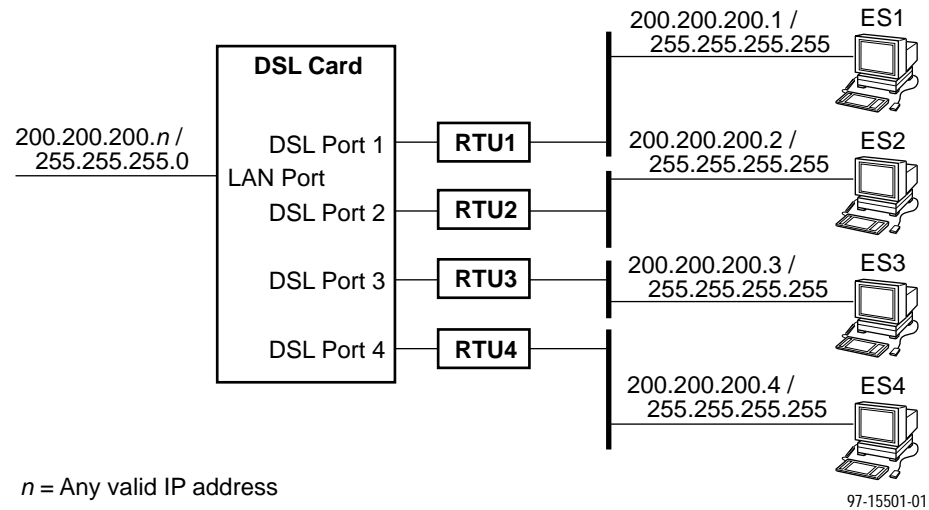 200.200.200.1 /
255.255.255.255
ES1
DSL Card
200.200.200.n /
255.255.255.0
DSL Port 1
RTU1
LAN Port
200.200.200.2 /
255.255.255.255
ES2
DSL Port 2
RTU2
200.200.200.3 /
255.255.255.255
ES3
DSL Port 3
RTU3
DSL Port 4
RTU4
200.200.200.4 /
255.255.255.255
ES4
n = Any valid IP address
97-15501-01